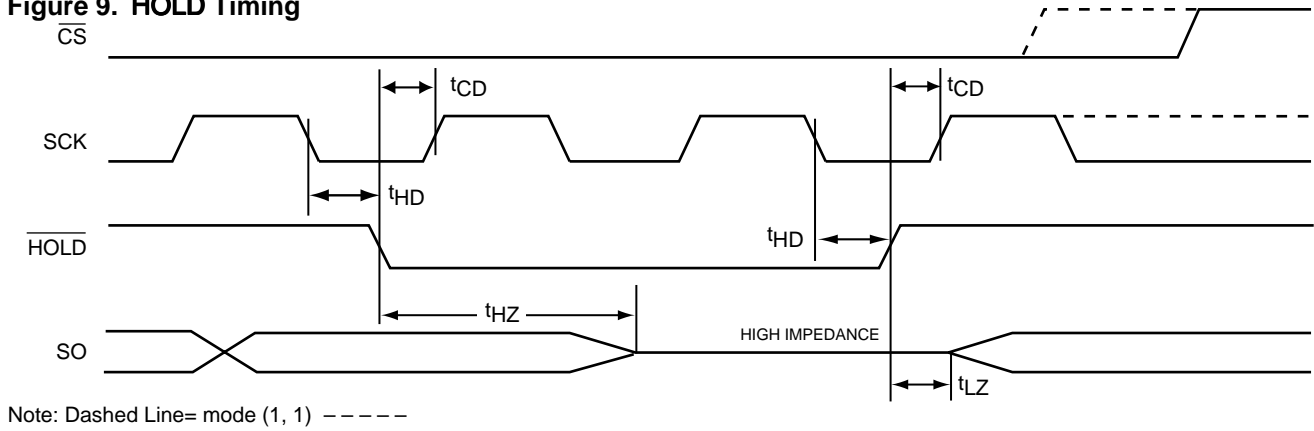 Figure 9. HOLD Timing
CS
tCD
tCD
SCK
tHD
HOLD
tHD
tHZ
HIGH IMPEDANCE
SO
tLZ
Note: Dashed Line= mode (1, 1) – – – – –